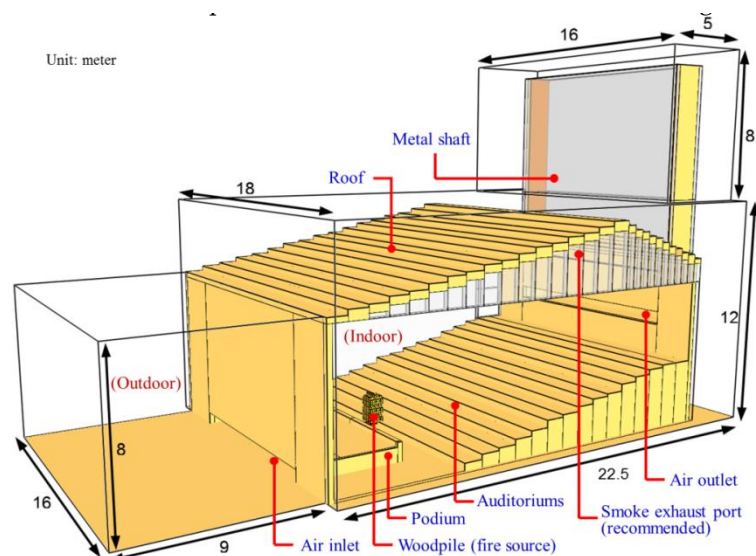 16
5
Unit: meter
Metal shaft
8
Roof
18
12
(Indoor)
(Outdoor)
8
22.5
Air outlet
16
Auditoriums
Smoke exhaust port
(recommended)
Podium
9
Air inlet
Woodpile (fire source)